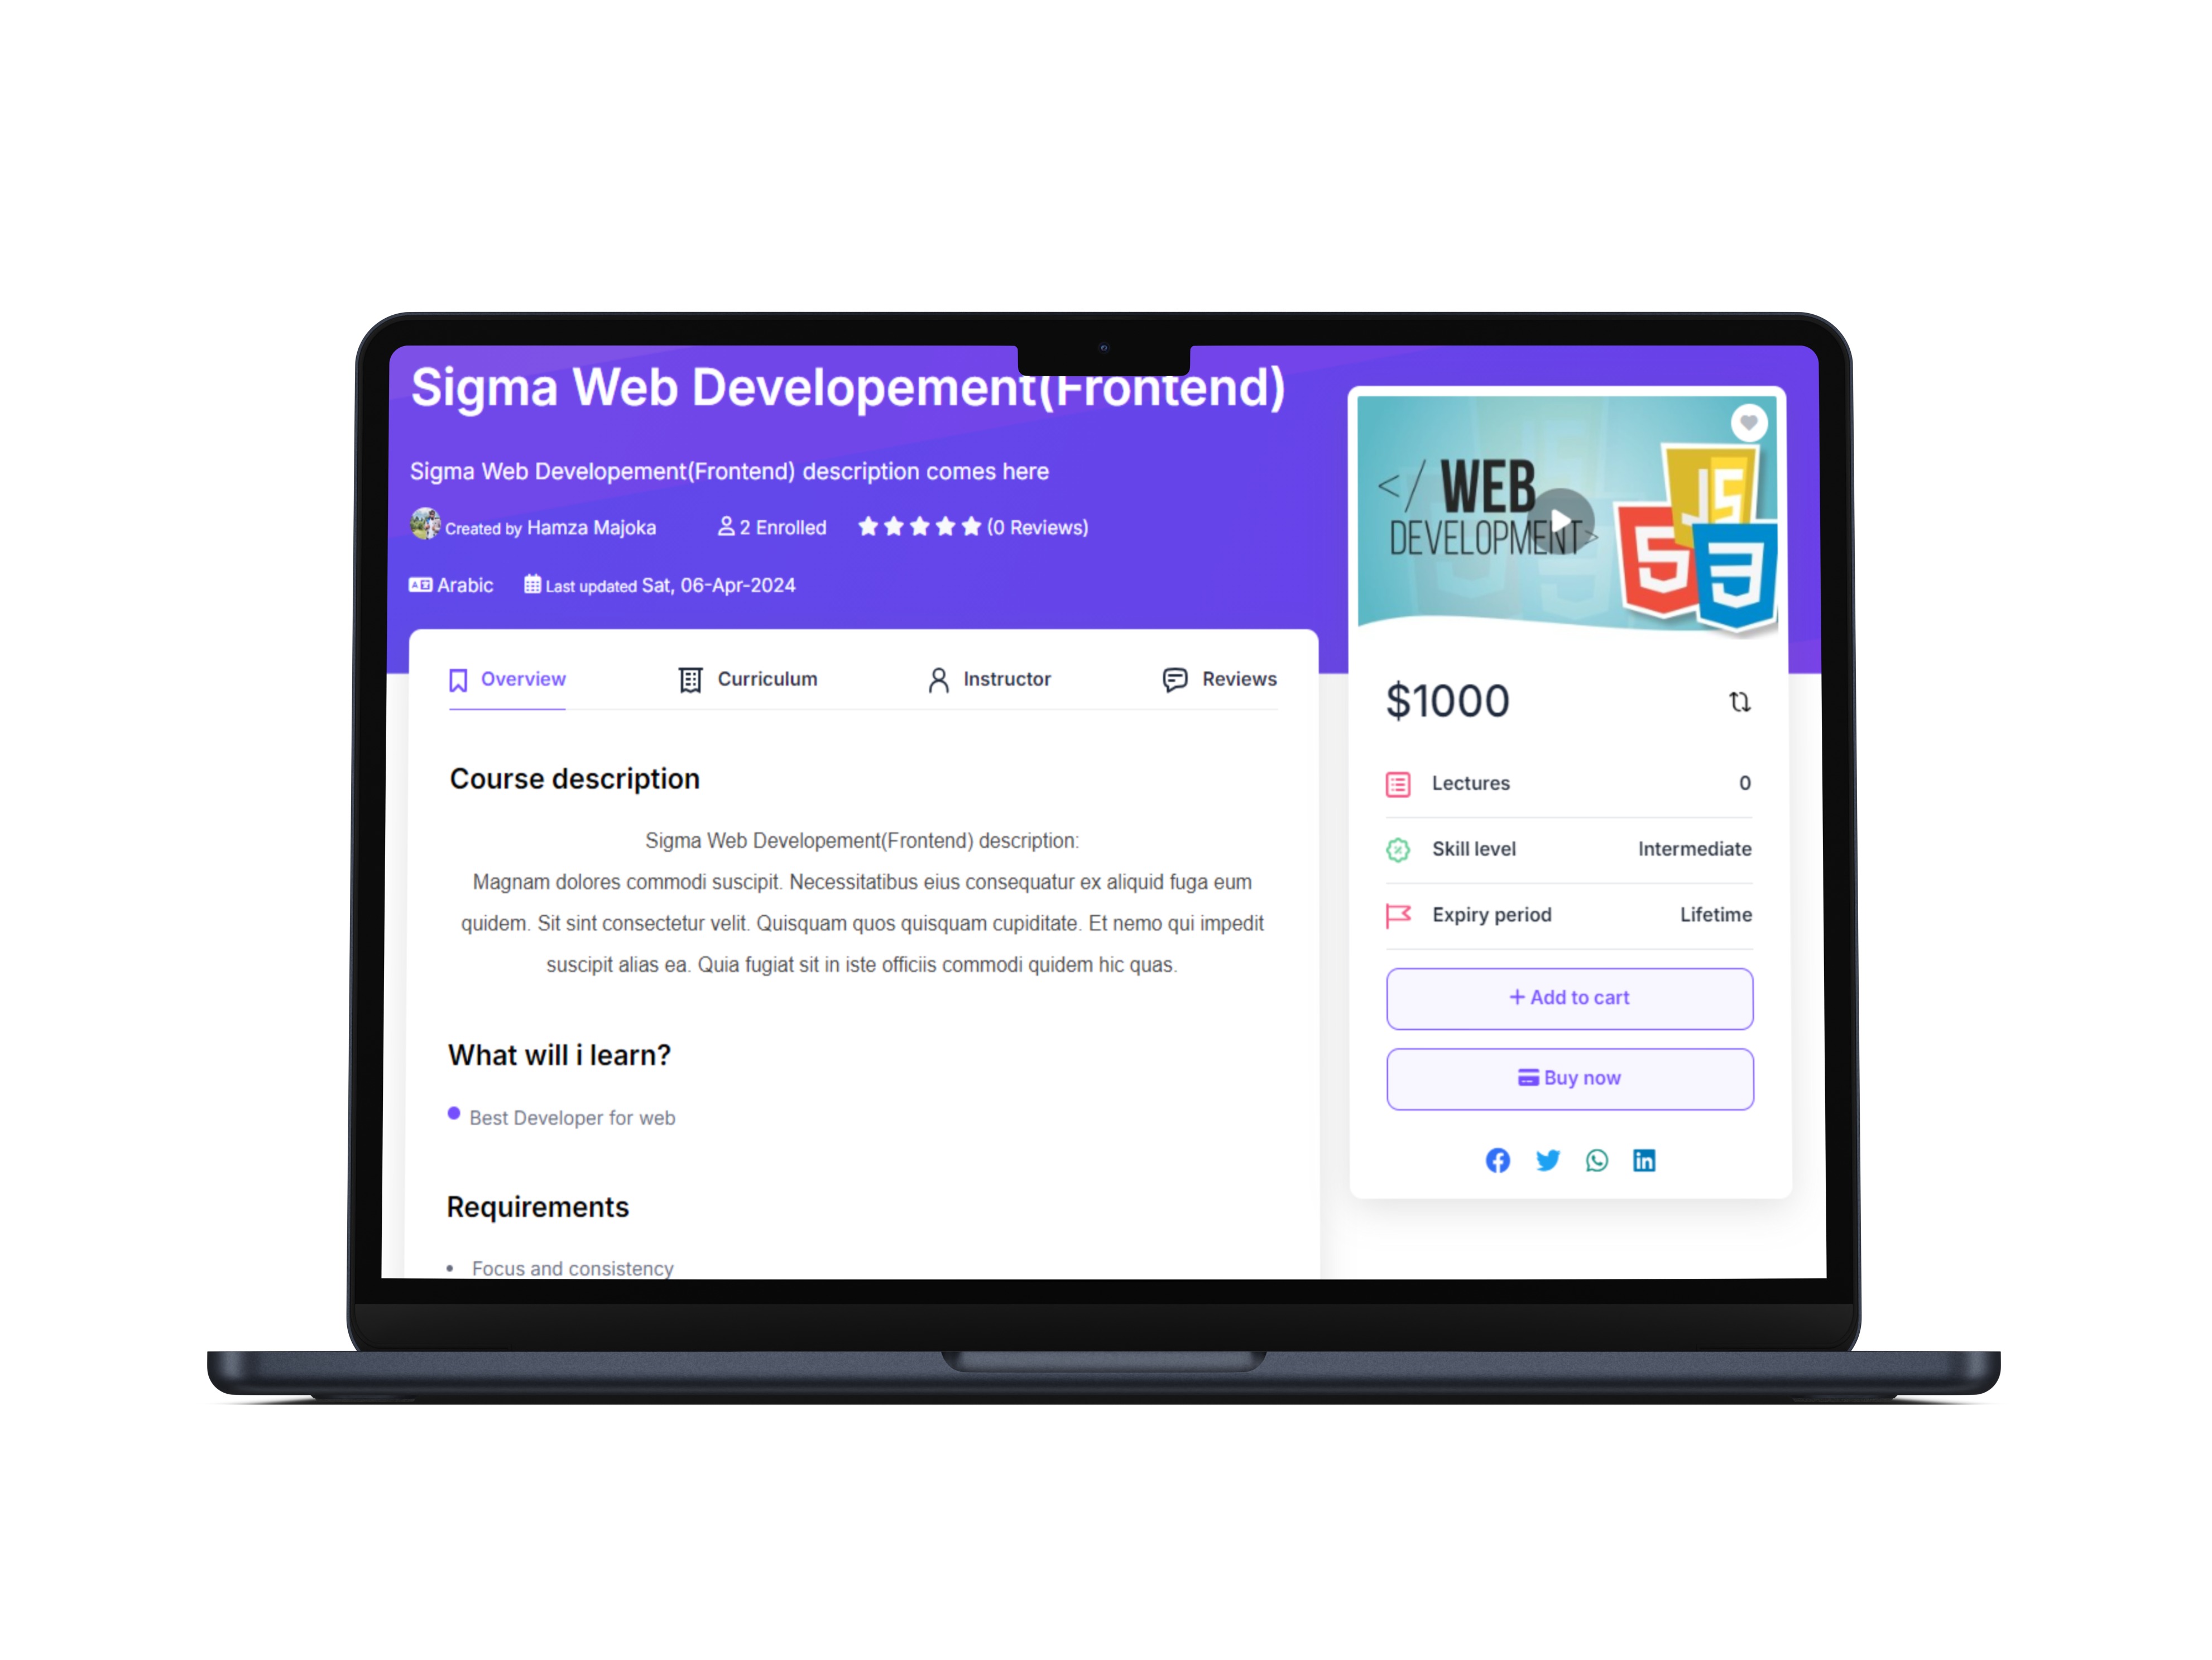 Sigma Web Developement(Frontend)
Sigma Web Developement(Frontend) description comes here
Created by Hamza Majoka 2 Enrolled (0 Reviews)
Arabic Last updated Sat, 06-Apr-2024
Overview Curriculum Instructor Reviews
Course description
Sigma Web Developement(Frontend) description:
Magnam dolores commodi suscipit. Necessitatibus eius consequatur ex aliquid fuga eum
quidem. Sit sint consectetur velit. Quisquam quos quisquam cupiditate. Et nemo qui impedit
suscipit alias ea. Quia fugiat sit in iste officiis commodi quidem hic quas.
What will i learn?
Best Developer for web
Requirements
• Focus and consistency
</ WEB
DEVELOPMENT>
JS
5
3
$1000
Lectures 0
Skill level Intermediate
Expiry period Lifetime
+ Add to cart
Buy now